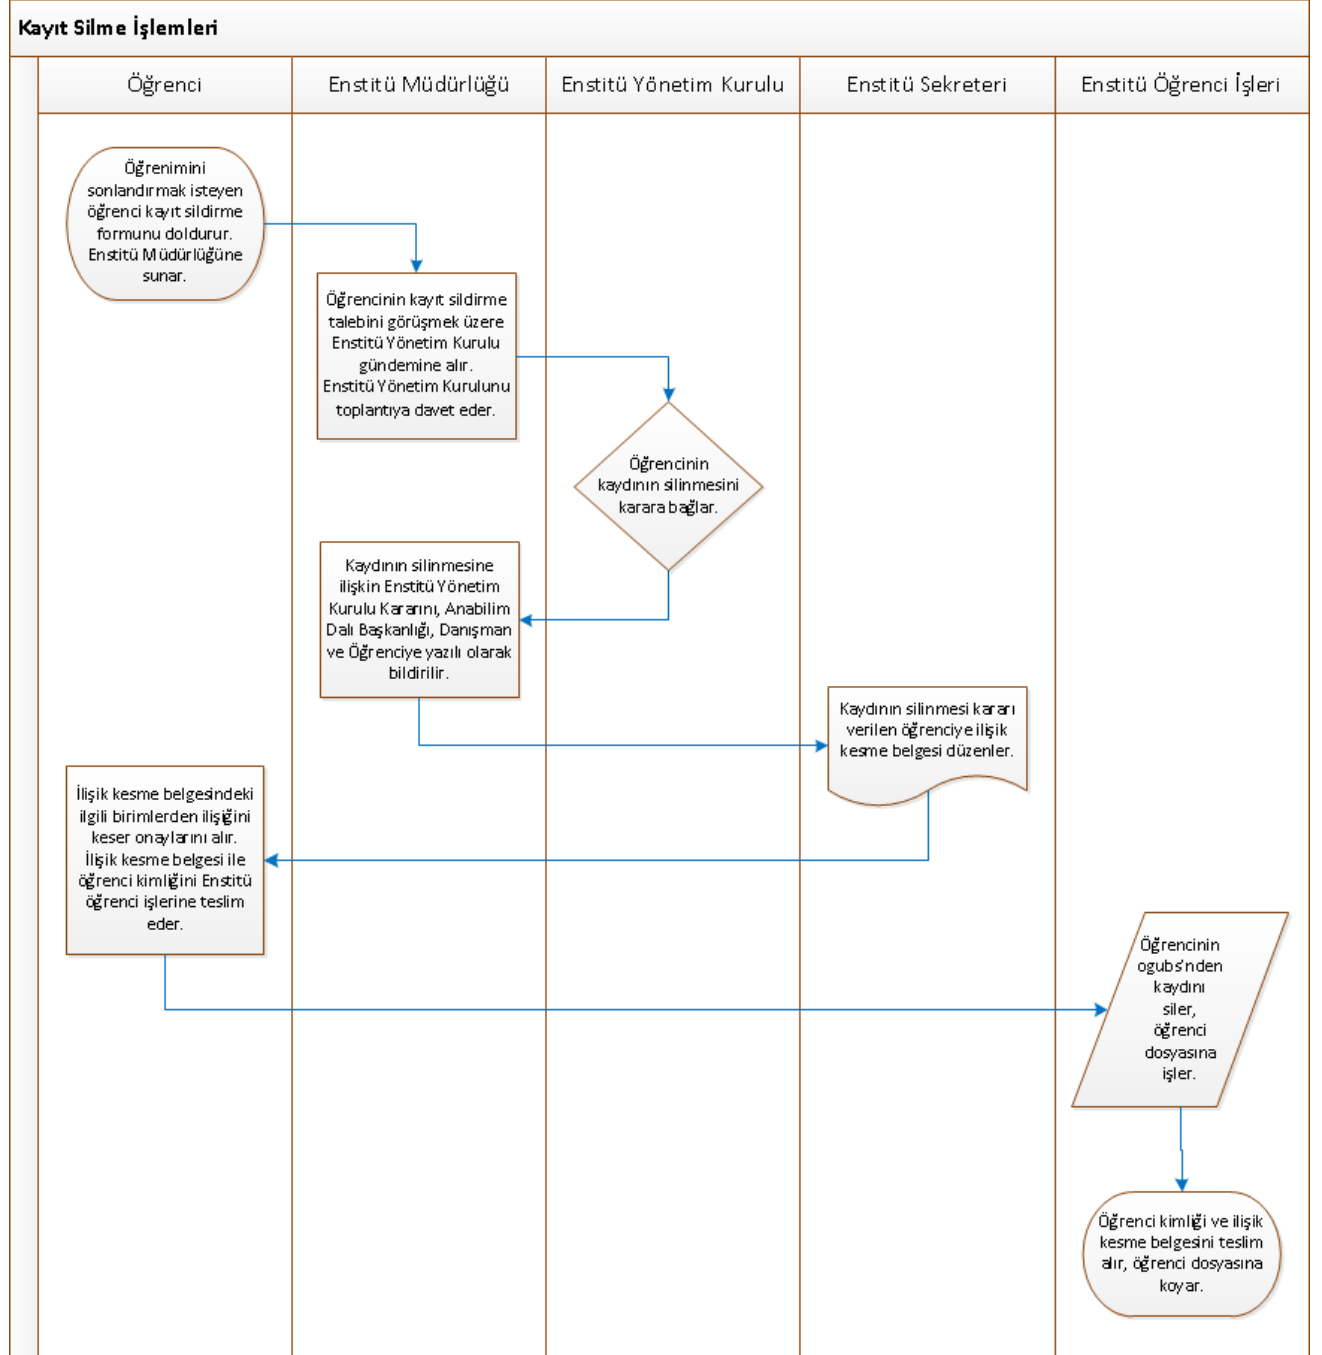 Kayıt Silme İşlemleri
Öğrenci
Enstitü Müdürlüğü
Enstitü Yönetim Kurulu
Enstitü Sekreteri
Enstitü Öğrenci İşleri
Öğrenimini
sonlandırmak isteyen
öğrenci kayıt sildirme
formunu doldurur.
Enstitü Müdürlüğüne
sunar.
Öğrencinin kayıt sildirme
talebini görüşmek üzere
Enstitü Yönetim Kurulu
gündemine alır.
Enstitü Yönetim Kurulunu
toplantıya davet eder.
Öğrencinin
kaydının silinmesini
karara bağlar.
Kaydının silinmesine
ilişkin Enstitü Yönetim
Kurulu Kararını, Anabilim
Dalı Başkanlığı, Danışman
ve Öğrenciye yazılı olarak
bildirilir.
Kaydının silinmesi kararı
verilen öğrenciye ilişik
kesme belgesi düzenler.
İlişik kesme belgesindeki
ilgili birimlerden ilişiğini
keser onaylarını alır.
İlişik kesme belgesi ile
öğrenci kimliğini Enstitü
öğrenci işlerine teslim
eder.
Öğrencinin
ogubs'nden
kaydını
siler,
öğrenci
dosyasına
işler.
Öğrenci kimliği ve ilişik
kesme belgesini teslim
alır, öğrenci dosyasına
koyar.